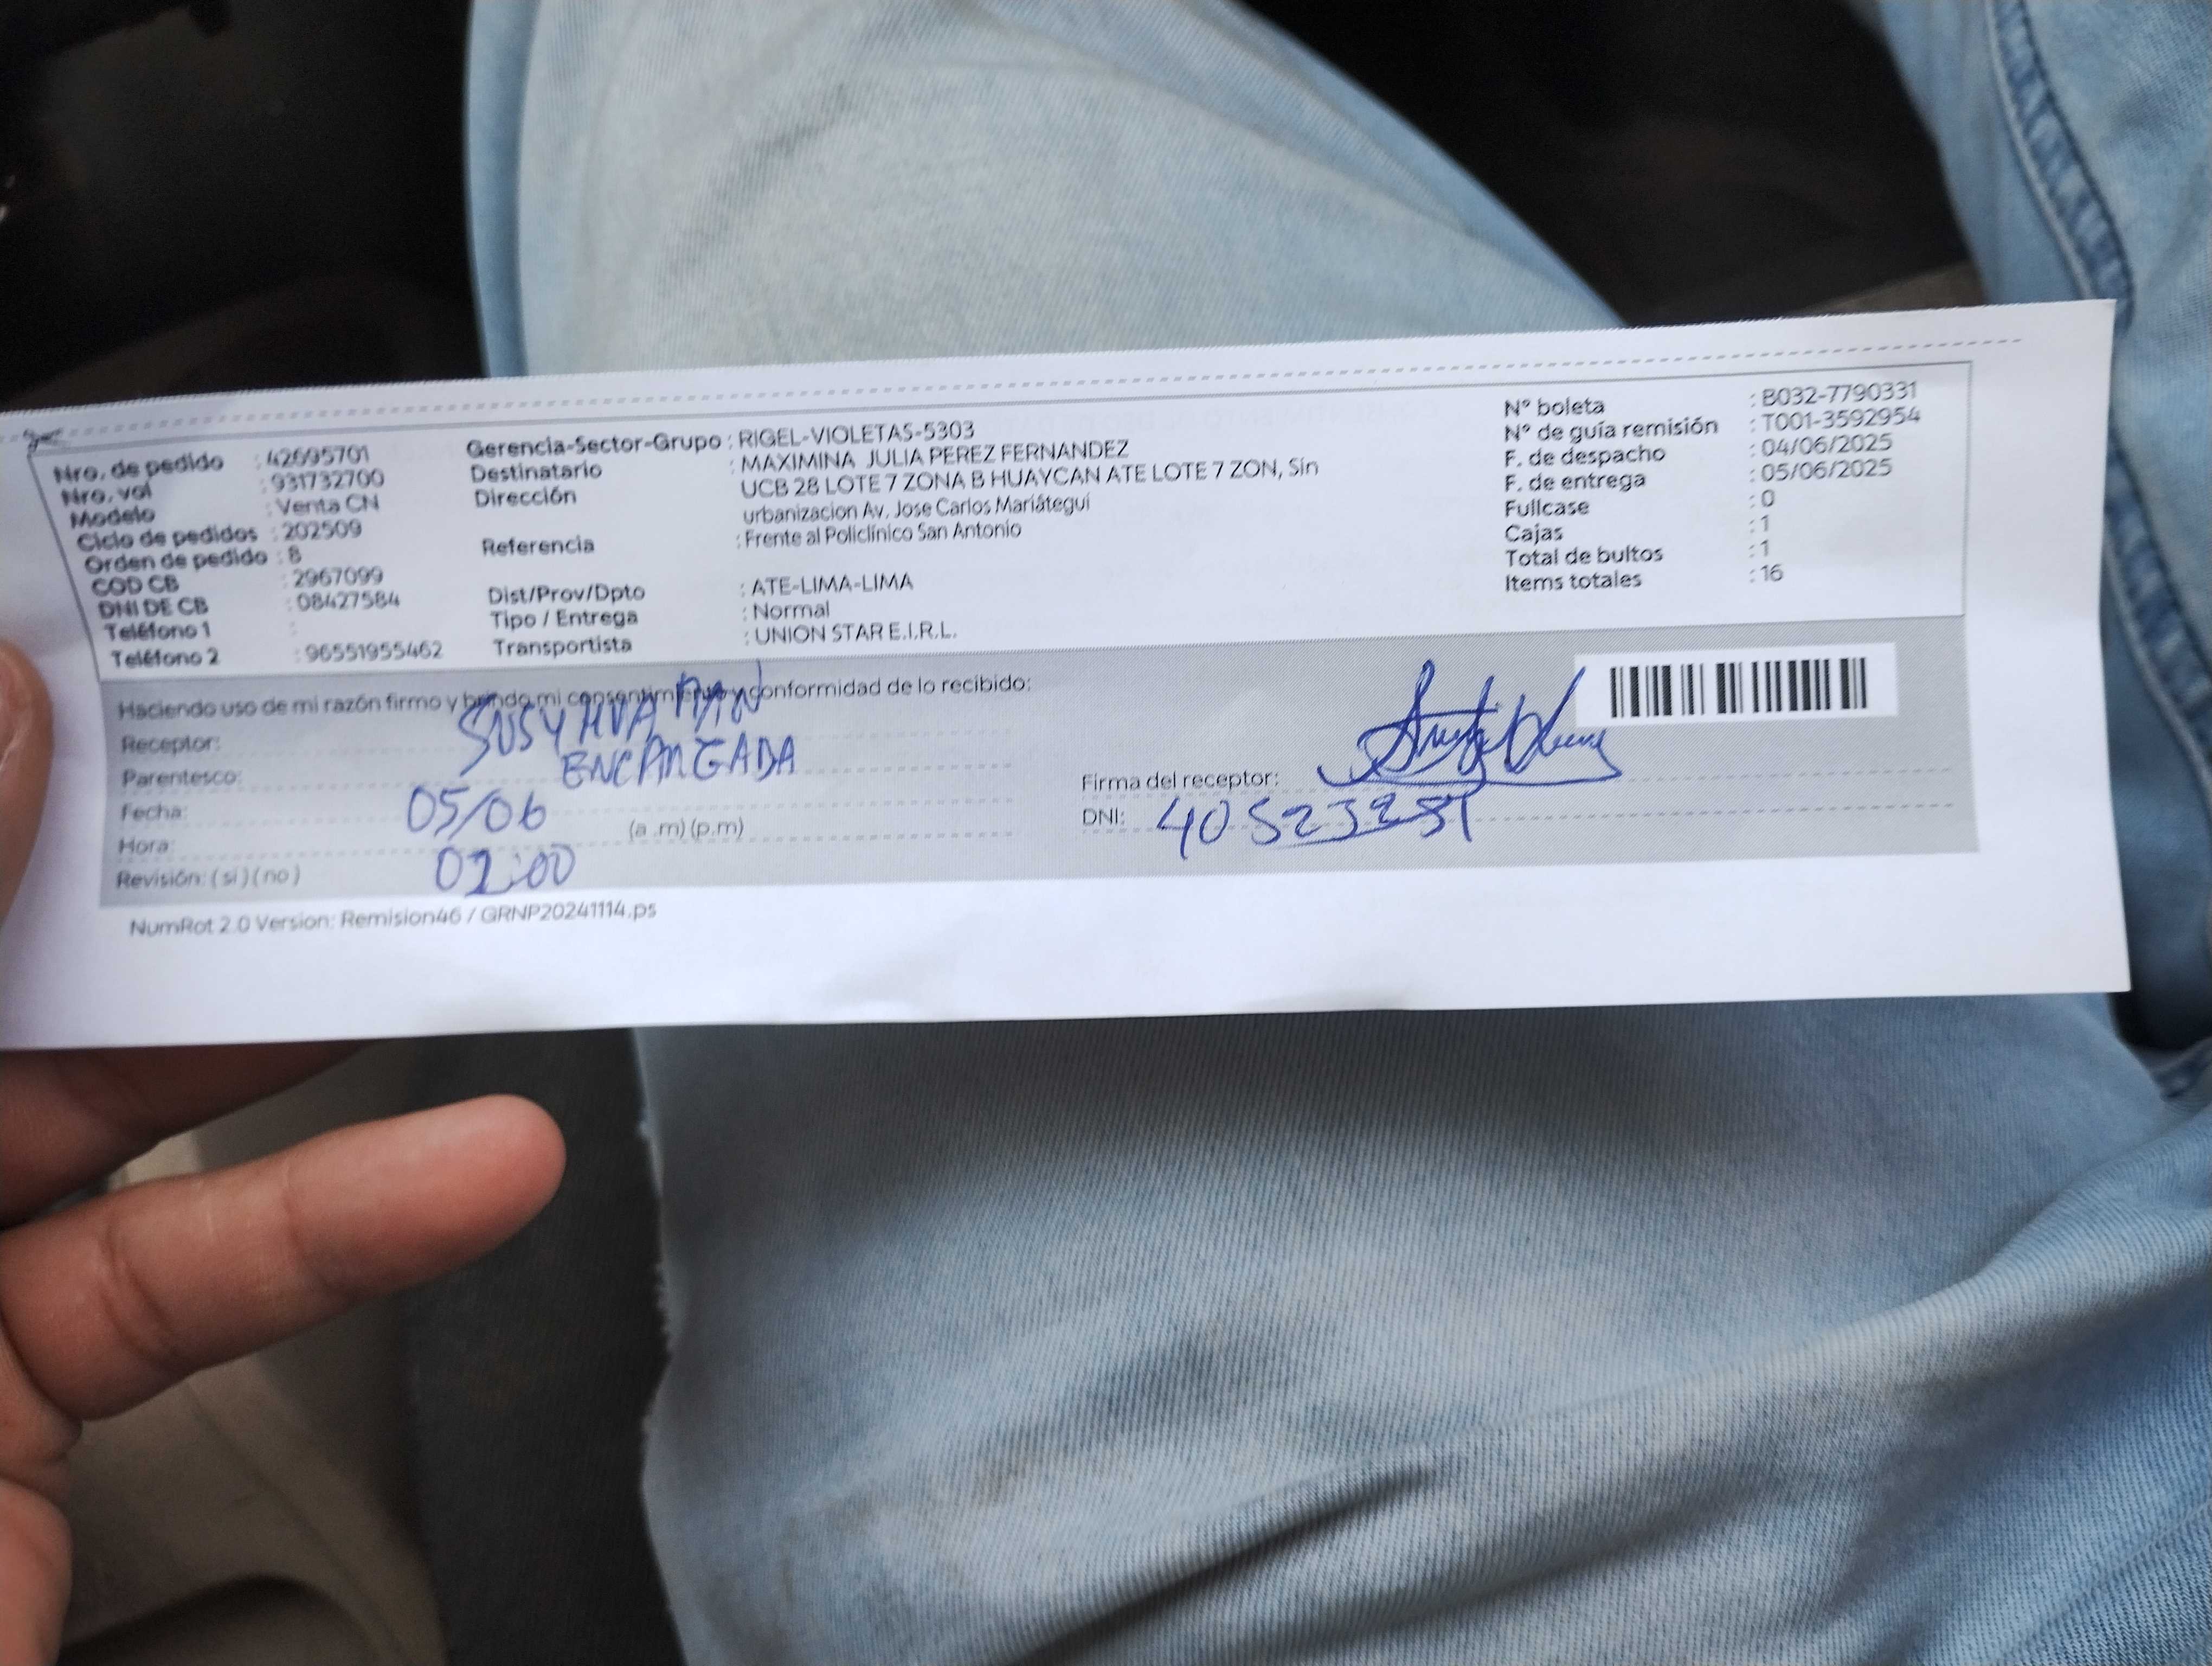 Nro. de pedido : 42695701
Nro. vol : 931732700
Modelo : Venta CN
Ciclo de pedidos : 202509
Orden de pedido : 8
COD CB : 2967099
DNI DE CB : 08427584
Teléfono 1 :
Teléfono 2 : 96551955462
Gerencia-Sector-Grupo : RIGEL-VIOLETAS-5303
Destinatario : MAXIMINA JULIA PEREZ FERNANDEZ
Dirección UCB 28 LOTE 7 ZONA B HUAYCAN ATE LOTE 7 ZON, Sin
urbanizacion Av. Jose Carlos Mariátegui
Referencia : Frente al Policlínico San Antonio
Dist/Prov/Dpto : ATE-LIMA-LIMA
Tipo / Entrega : Normal
Transportista : UNION STAR E.I.R.L.
N° boleta : B032-7790331
N° de guía remisión : T001-3592954
F. de despacho : 04/06/2025
F. de entrega : 05/06/2025
Fullcase : 0
Cajas : 1
Total de bultos : 1
Items totales : 16
Haciendo uso de mi razón firmo y brindo mi consentimiento y conformidad de lo recibido:
Receptor: SUSY HUAMAN
Parentesco: ENCARGADA
Fecha: 05/06
Hora: (a .m) (p.m)
Revisión: ( si ) ( no ) 02:00
Firma del receptor:
DNI:
NumRot 2.0 Version: Remision46 / GRNP20241114.ps